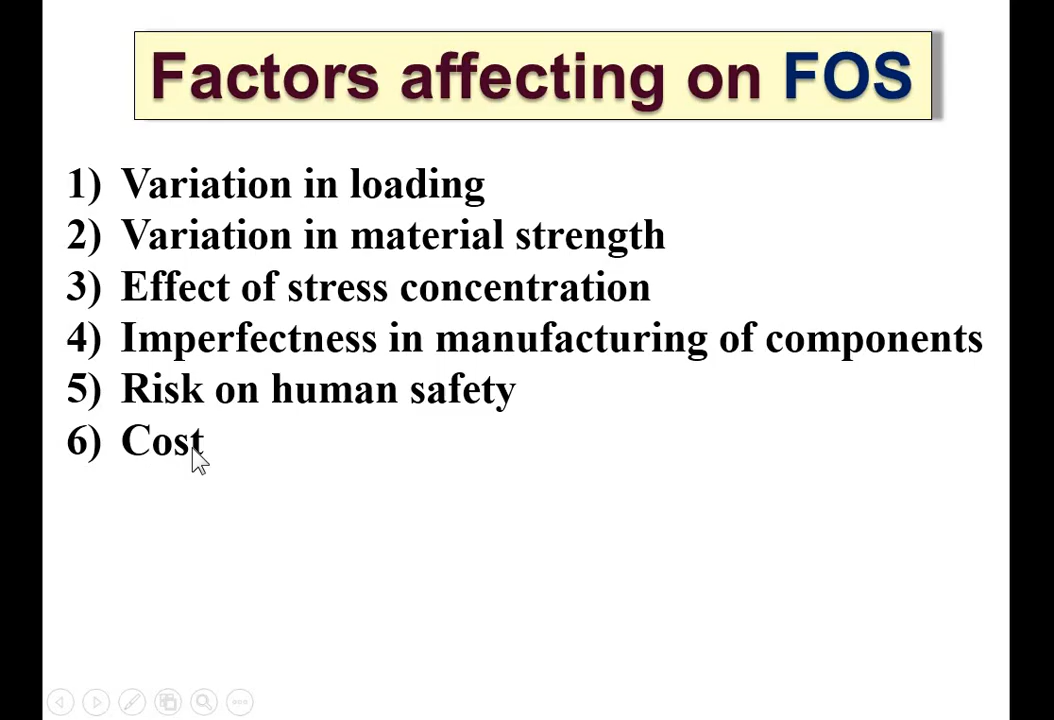 Factors affecting on FOS
1) Variation in loading
2) Variation in material strength
3) Effect of stress concentration
4) Imperfectness in manufacturing of components
5) Risk on human safety
6) Cost